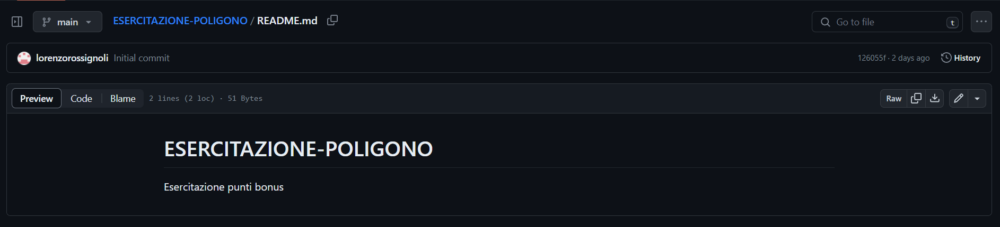 main
ESERCITAZIONE-POLIGONO / README.md
Go to file
t
lorenzorossignoli Initial commit
126055f · 2 days ago
History
Preview
Code
Blame
2 lines (2 loc) · 51 Bytes
Raw
ESERCITAZIONE-POLIGONO
Esercitazione punti bonus